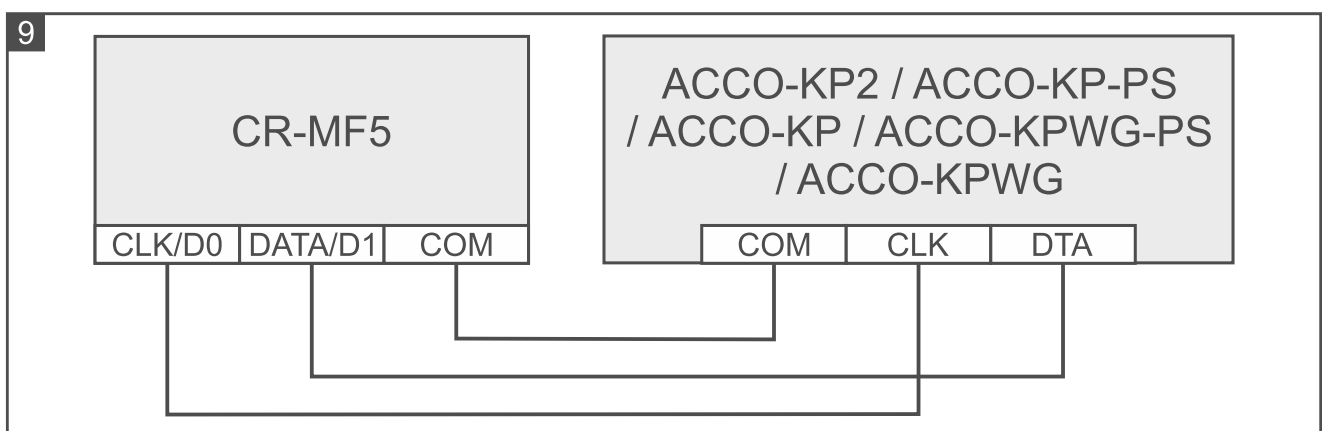 9
CR-MF5
ACCO-KP2 / ACCO-KP-PS
/ ACCO-KP / ACCO-KPWG-PS
/ ACCO-KPWG
CLK/D0 DATA/D1 COM
COM CLK DTA